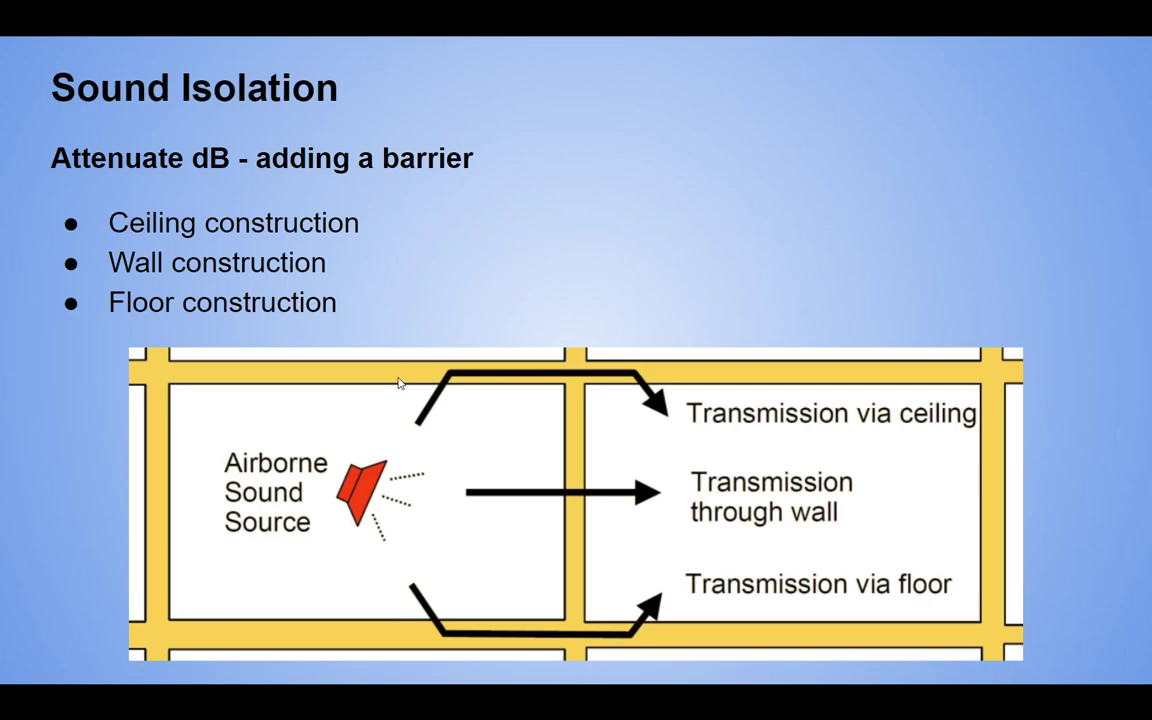 Sound Isolation
Attenuate dB - adding a barrier
● Ceiling construction
● Wall construction
● Floor construction
Airborne
Sound
Source
Transmission via ceiling
Transmission
through wall
Transmission via floor